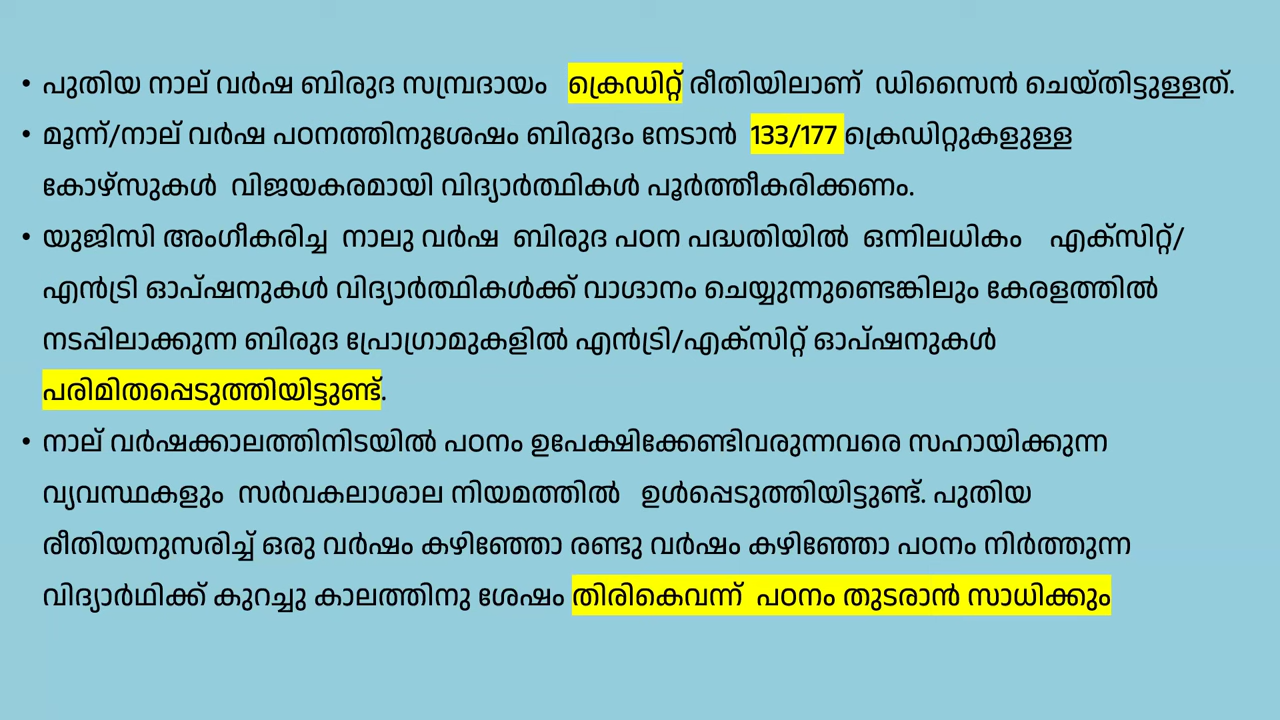 • പുതിയ നാല് വർഷ ബിരുദ സമ്പ്രദായം ക്രെഡിറ്റ് രീതിയിലാണ് ഡിസൈൻ ചെയ്തിട്ടുള്ളത്.
• മൂന്ന്/നാല് വർഷ പഠനത്തിനുശേഷം ബിരുദം നേടാൻ 133/177 ക്രെഡിറ്റുകളുള്ള
കോഴ്സുകൾ വിജയകരമായി വിദ്യാർത്ഥികൾ പൂർത്തീകരിക്കണം.
• യുജിസി അംഗീകരിച്ച നാലു വർഷ ബിരുദ പഠന പദ്ധതിയിൽ ഒന്നിലധികം എക്സിറ്റ്/
എൻട്രി ഓപ്ഷനുകൾ വിദ്യാർത്ഥികൾക്ക് വാഗ്ദാനം ചെയ്യുന്നുണ്ടെങ്കിലും കേരളത്തിൽ
നടപ്പിലാക്കുന്ന ബിരുദ പ്രോഗ്രാമുകളിൽ എൻട്രി/എക്സിറ്റ് ഓപ്ഷനുകൾ
പരിമിതപ്പെടുത്തിയിട്ടുണ്ട്.
• നാല് വർഷക്കാലത്തിനിടയിൽ പഠനം ഉപേക്ഷിക്കേണ്ടിവരുന്നവരെ സഹായിക്കുന്ന
വ്യവസ്ഥകളും സർവകലാശാല നിയമത്തിൽ ഉൾപ്പെടുത്തിയിട്ടുണ്ട്. പുതിയ
രീതിയനുസരിച്ച് ഒരു വർഷം കഴിഞ്ഞോ രണ്ടു വർഷം കഴിഞ്ഞോ പഠനം നിർത്തുന്ന
വിദ്യാർഥിക്ക് കുറച്ചു കാലത്തിനു ശേഷം തിരികെവന്ന് പഠനം തുടരാൻ സാധിക്കും